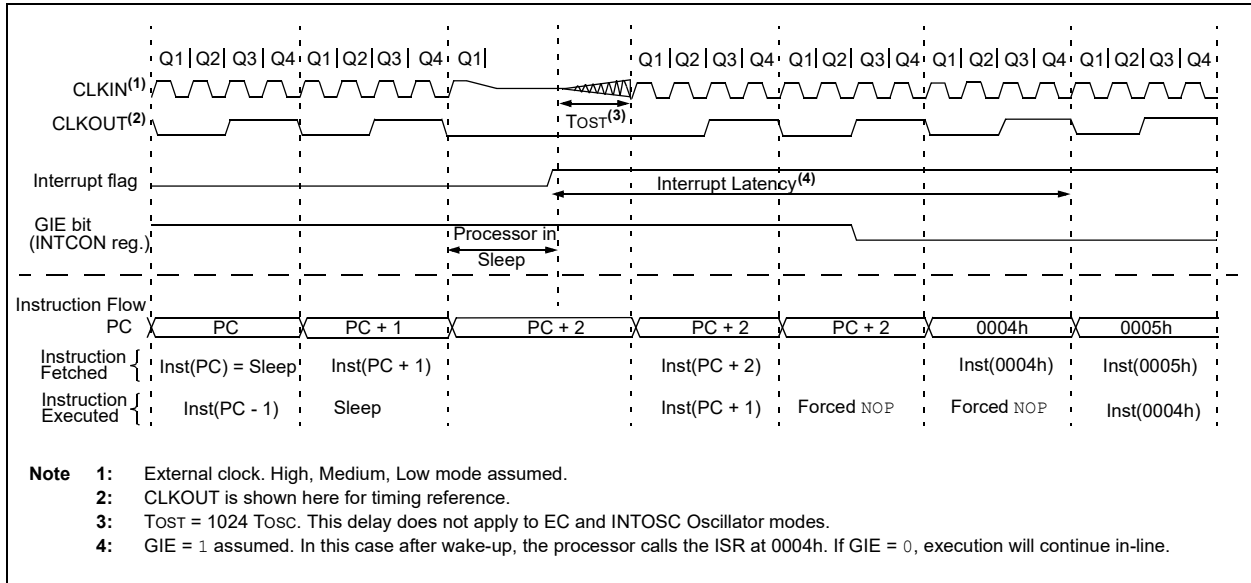 Q1 Q2 Q3 Q4 Q1 Q2 Q3 Q4 Q1 Q1 Q2 Q3 Q4 Q1 Q2 Q3 Q4 Q1 Q2 Q3 Q4 Q1 Q2 Q3 Q4
CLKIN(1)
CLKOUT(2)
TOST(3)
Interrupt flag
Interrupt Latency(4)
GIE bit
(INTCON reg.)
Processor in
Sleep
Instruction Flow
PC PC PC + 1 PC + 2 PC + 2 PC + 2 0004h 0005h
Instruction
Fetched { Inst(PC) = Sleep Inst(PC + 1) Inst(PC + 2) Inst(0004h) Inst(0005h)
Instruction
Executed { Inst(PC - 1) Sleep Inst(PC + 1) Forced NOP Forced NOP Inst(0004h)
Note 1: External clock. High, Medium, Low mode assumed.
2: CLKOUT is shown here for timing reference.
3: TOST = 1024 TOSC. This delay does not apply to EC and INTOSC Oscillator modes.
4: GIE = 1 assumed. In this case after wake-up, the processor calls the ISR at 0004h. If GIE = 0, execution will continue in-line.